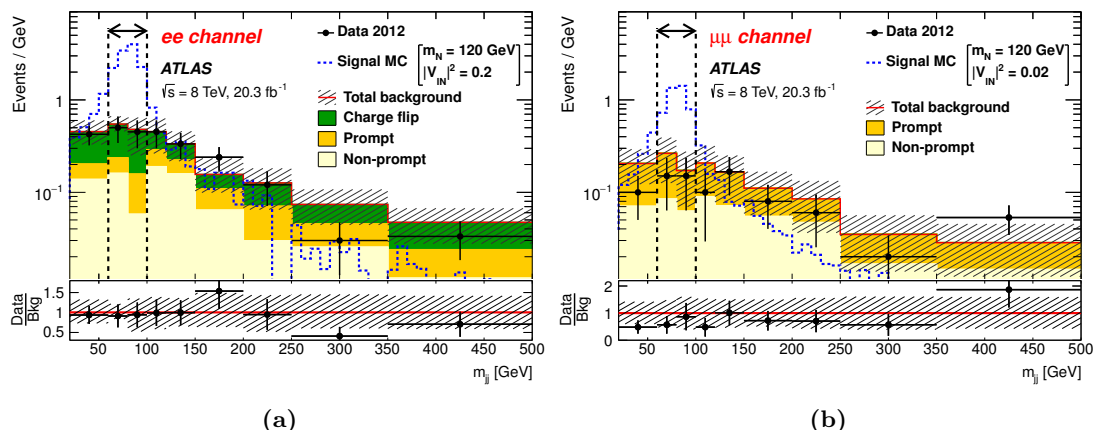 ee channel
ATLAS
√s = 8 TeV, 20.3 fb⁻¹
Data 2012
Signal MC
m_N = 120 GeV
|V_IN|² = 0.2
Total background
Charge flip
Prompt
Non-prompt
Events / GeV
1
10⁻¹
Data
Bkg
1.5
1
0.5
50 100 150 200 250 300 350 400 450 500
m_jj [GeV]
(a)
μμ channel
ATLAS
√s = 8 TeV, 20.3 fb⁻¹
Data 2012
Signal MC
m_N = 120 GeV
|V_IN|² = 0.02
Total background
Prompt
Non-prompt
Events / GeV
1
10⁻¹
Data
Bkg
2
1
0
50 100 150 200 250 300 350 400 450 500
m_jj [GeV]
(b)